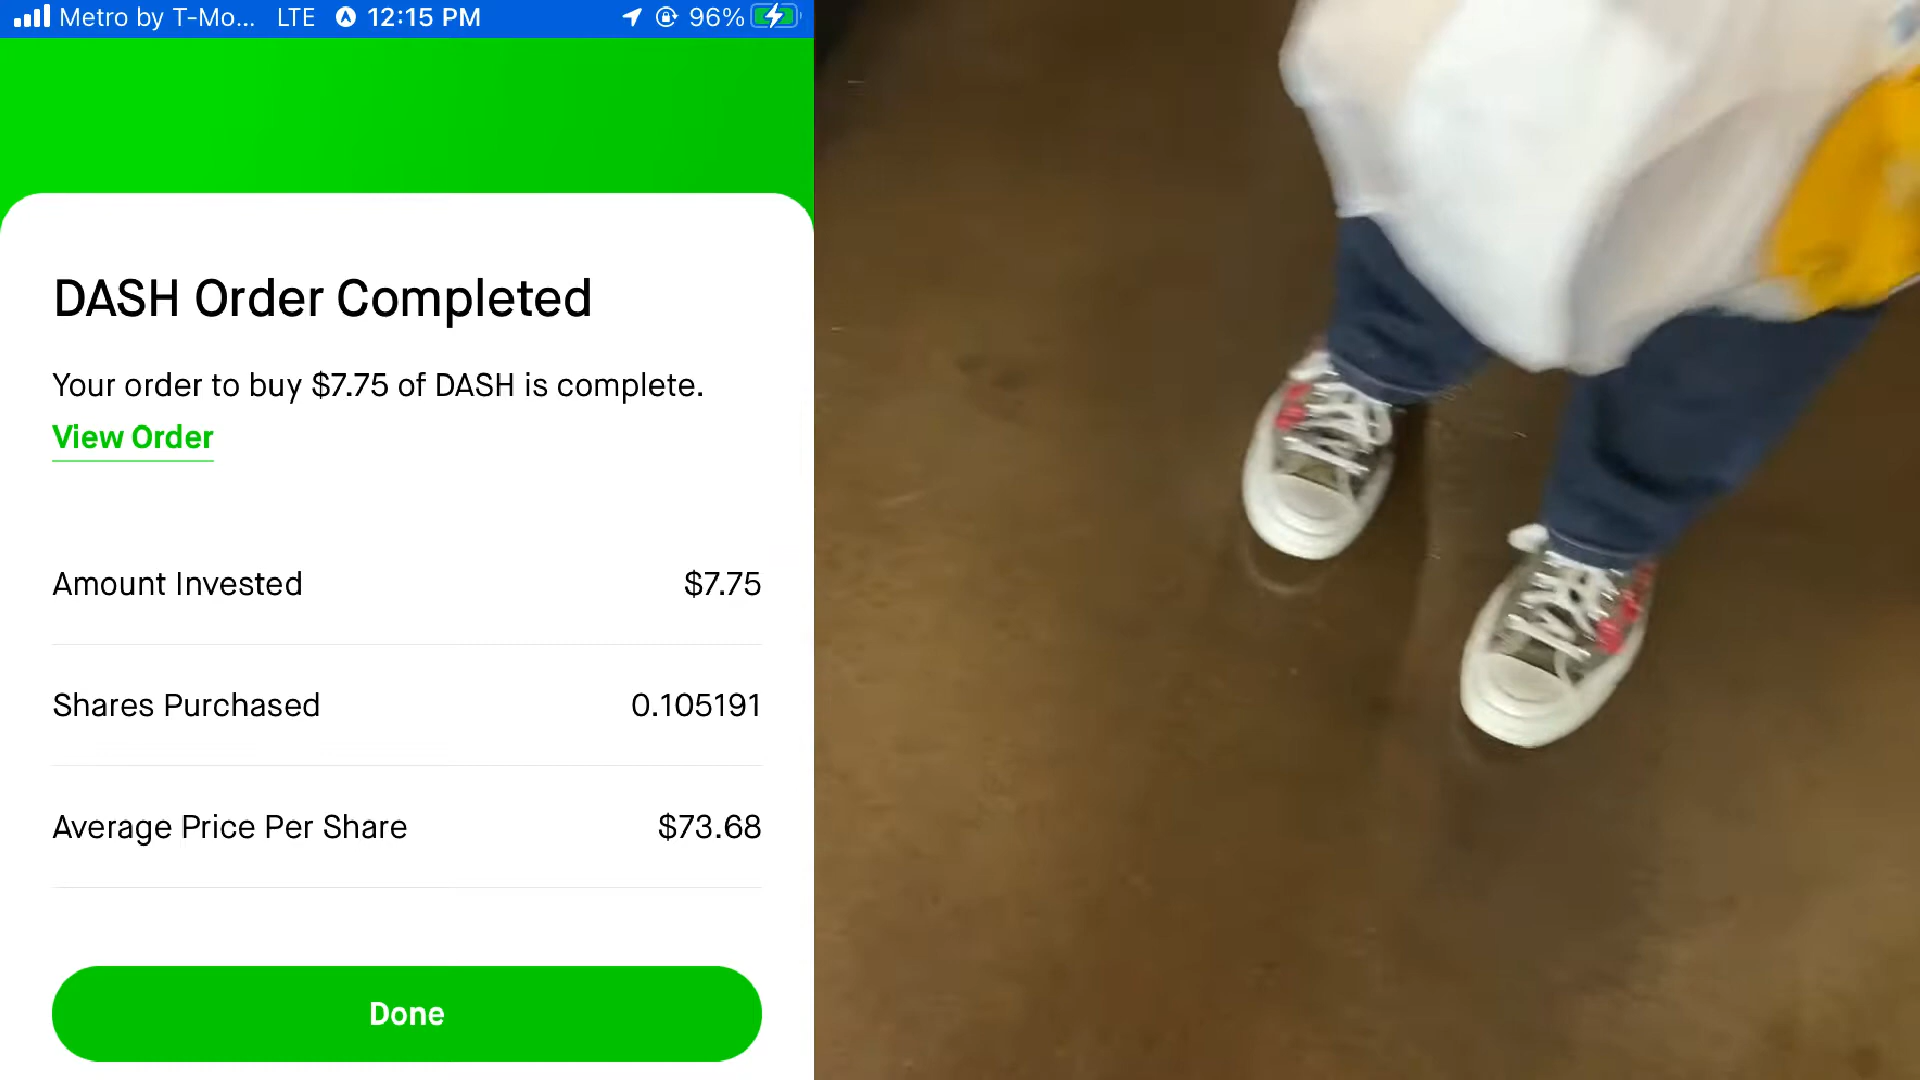 Metro by T-Mo... LTE 12:15 PM 96%
DASH Order Completed
Your order to buy $7.75 of DASH is complete.
View Order
Amount Invested $7.75
Shares Purchased 0.105191
Average Price Per Share $73.68
Done